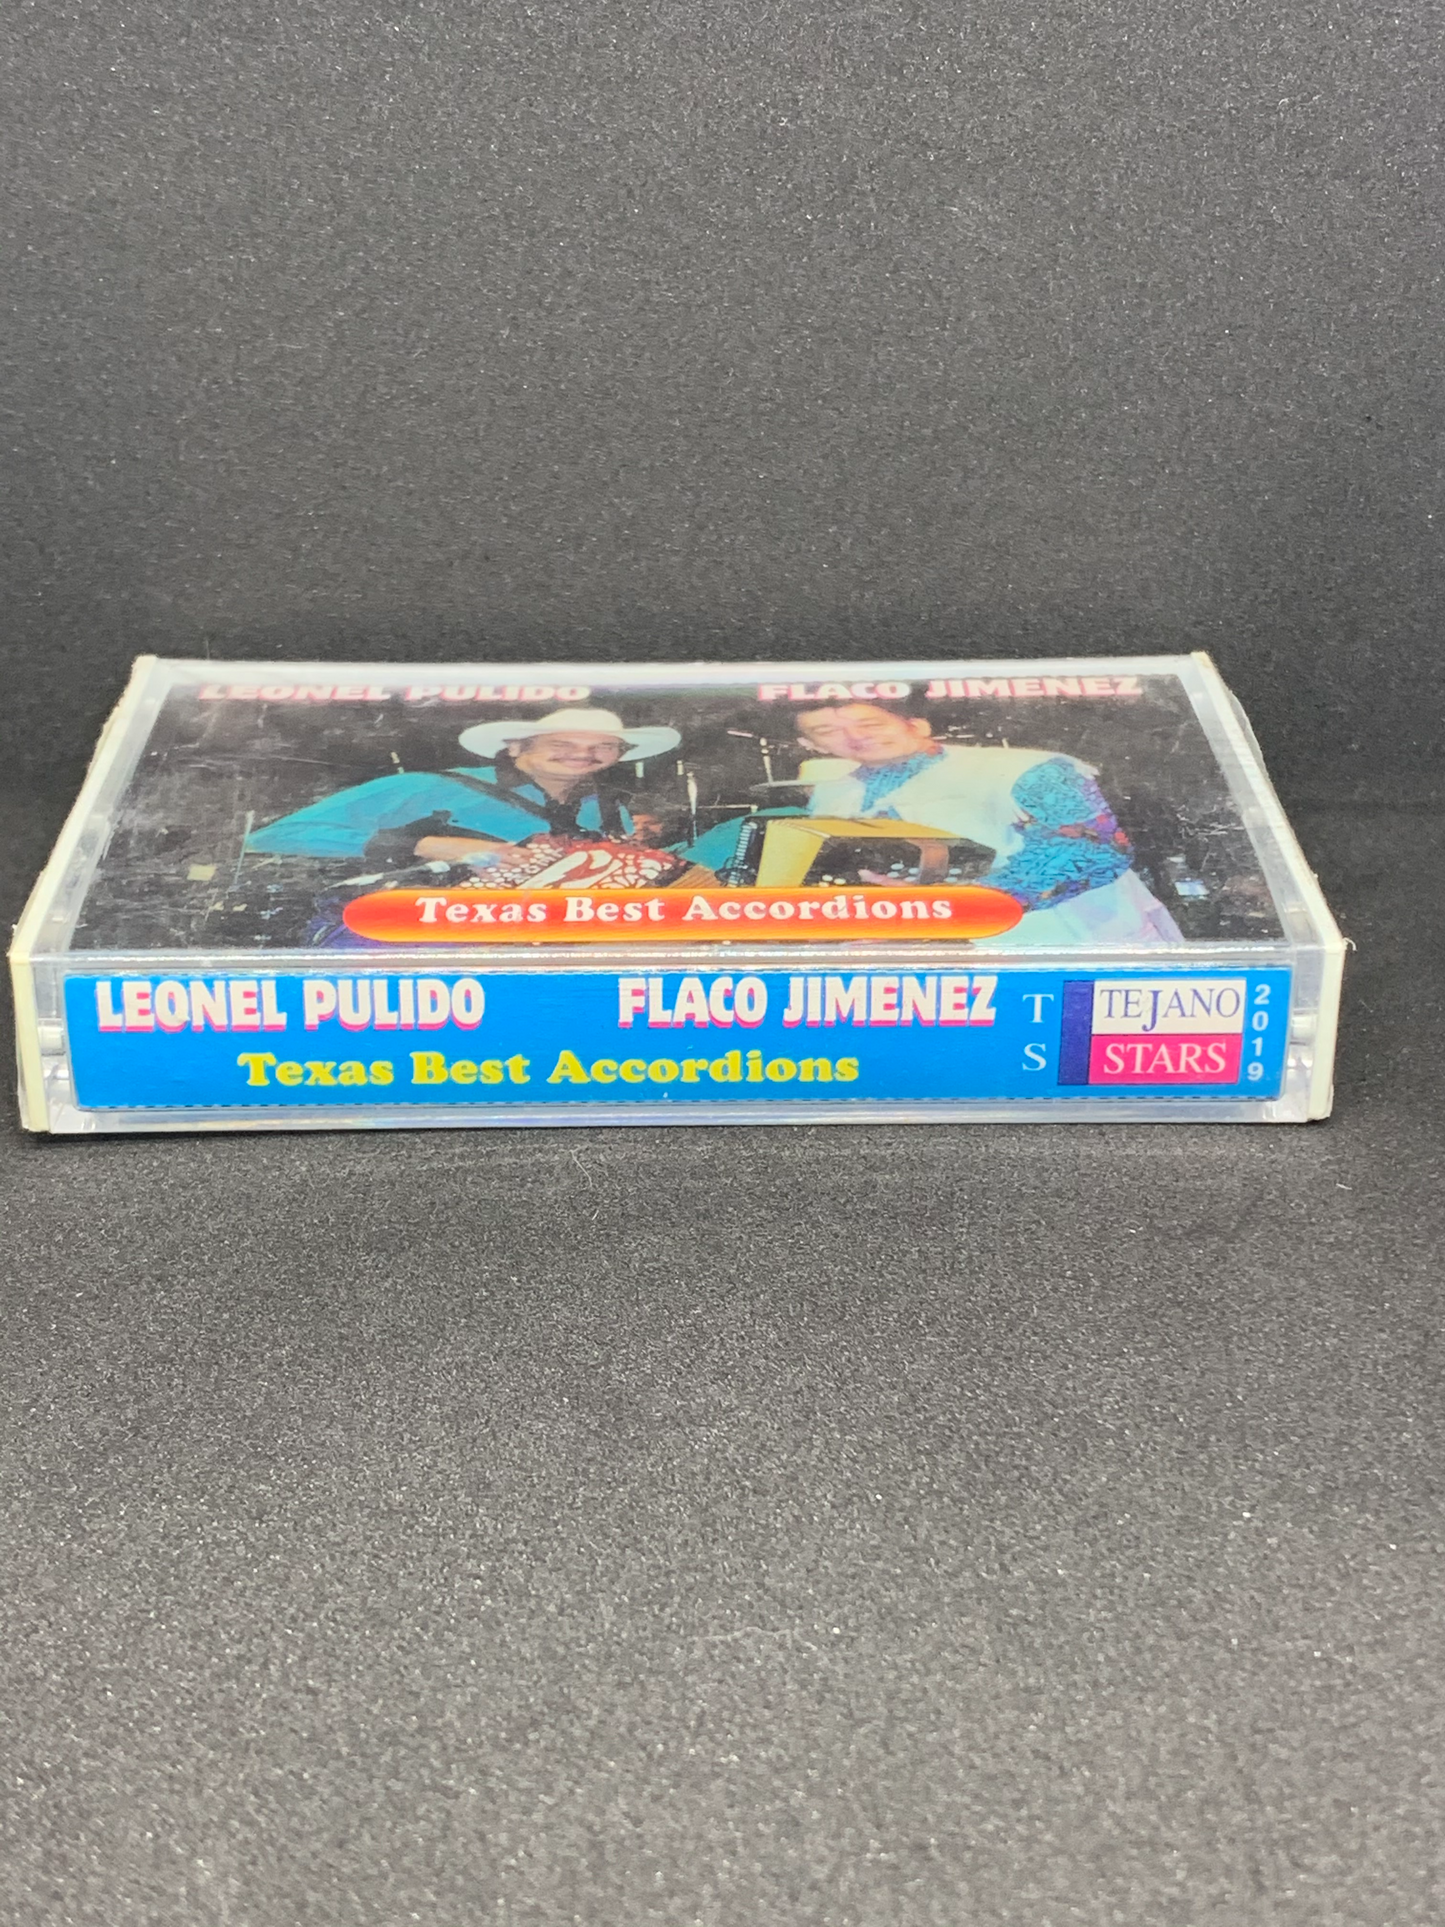 LEONEL PULIDO FLACO JIMENEZ
Texas Best Accordions
LEONEL PULIDO FLACO JIMENEZ
Texas Best Accordions
T S
TEJANO
STARS
2019